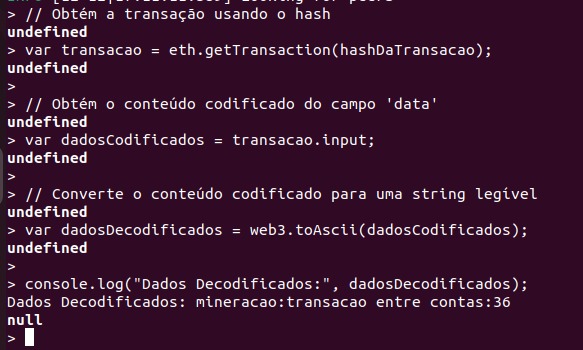 > // Obtém a transação usando o hash
undefined
> var transacao = eth.getTransaction(hashDaTransacao);
undefined
>
> // Obtém o conteúdo codificado do campo 'data'
undefined
> var dadosCodificados = transacao.input;
undefined
>
> // Converte o conteúdo codificado para uma string legível
undefined
> var dadosDecodificados = web3.toAscii(dadosCodificados);
undefined
>
> console.log("Dados Decodificados:", dadosDecodificados);
Dados Decodificados: mineracao:transacao entre contas:36
null
>